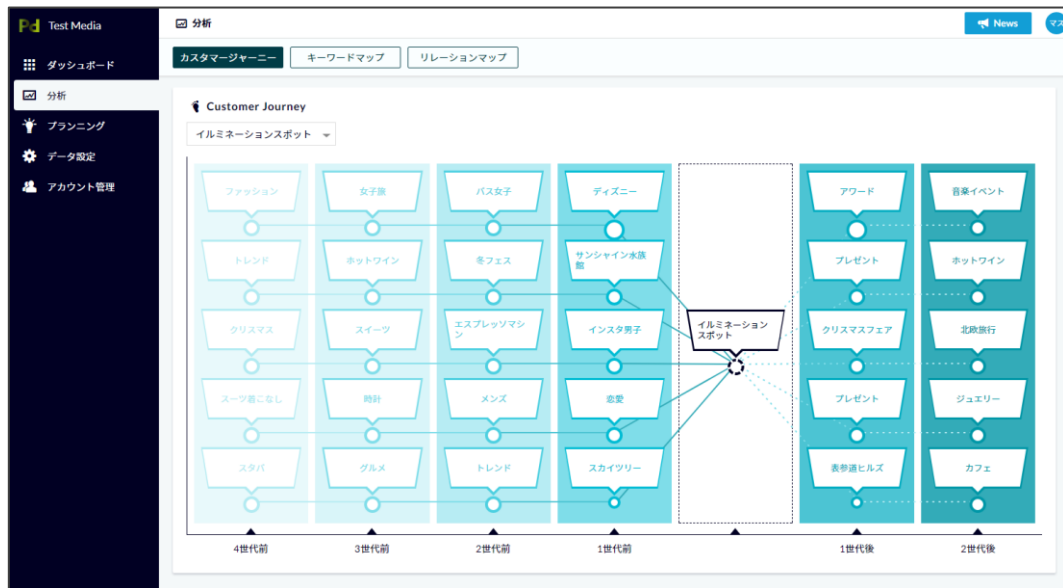 Pd Test Media
分析
News
マス
ダッシュボード
分析
プランニング
データ設定
アカウント管理
カスタマージャーニー
キーワードマップ
リレーションマップ
Customer Journey
イルミネーションスポット
ファッション
女子旅
バス女子
ディズニー
アワード
音楽イベント
トレンド
ホットワイン
冬フェス
サンシャイン水族
館
プレゼント
ホットワイン
クリスマス
スイーツ
エスプレッソマシ
ン
インスタ男子
イルミネーション
スポット
クリスマスフェア
北欧旅行
スーツ着こなし
時計
メンズ
恋愛
プレゼント
ジュエリー
スタバ
グルメ
トレンド
スカイツリー
表参道ヒルズ
カフェ
4世代前
3世代前
2世代前
1世代前
1世代後
2世代後